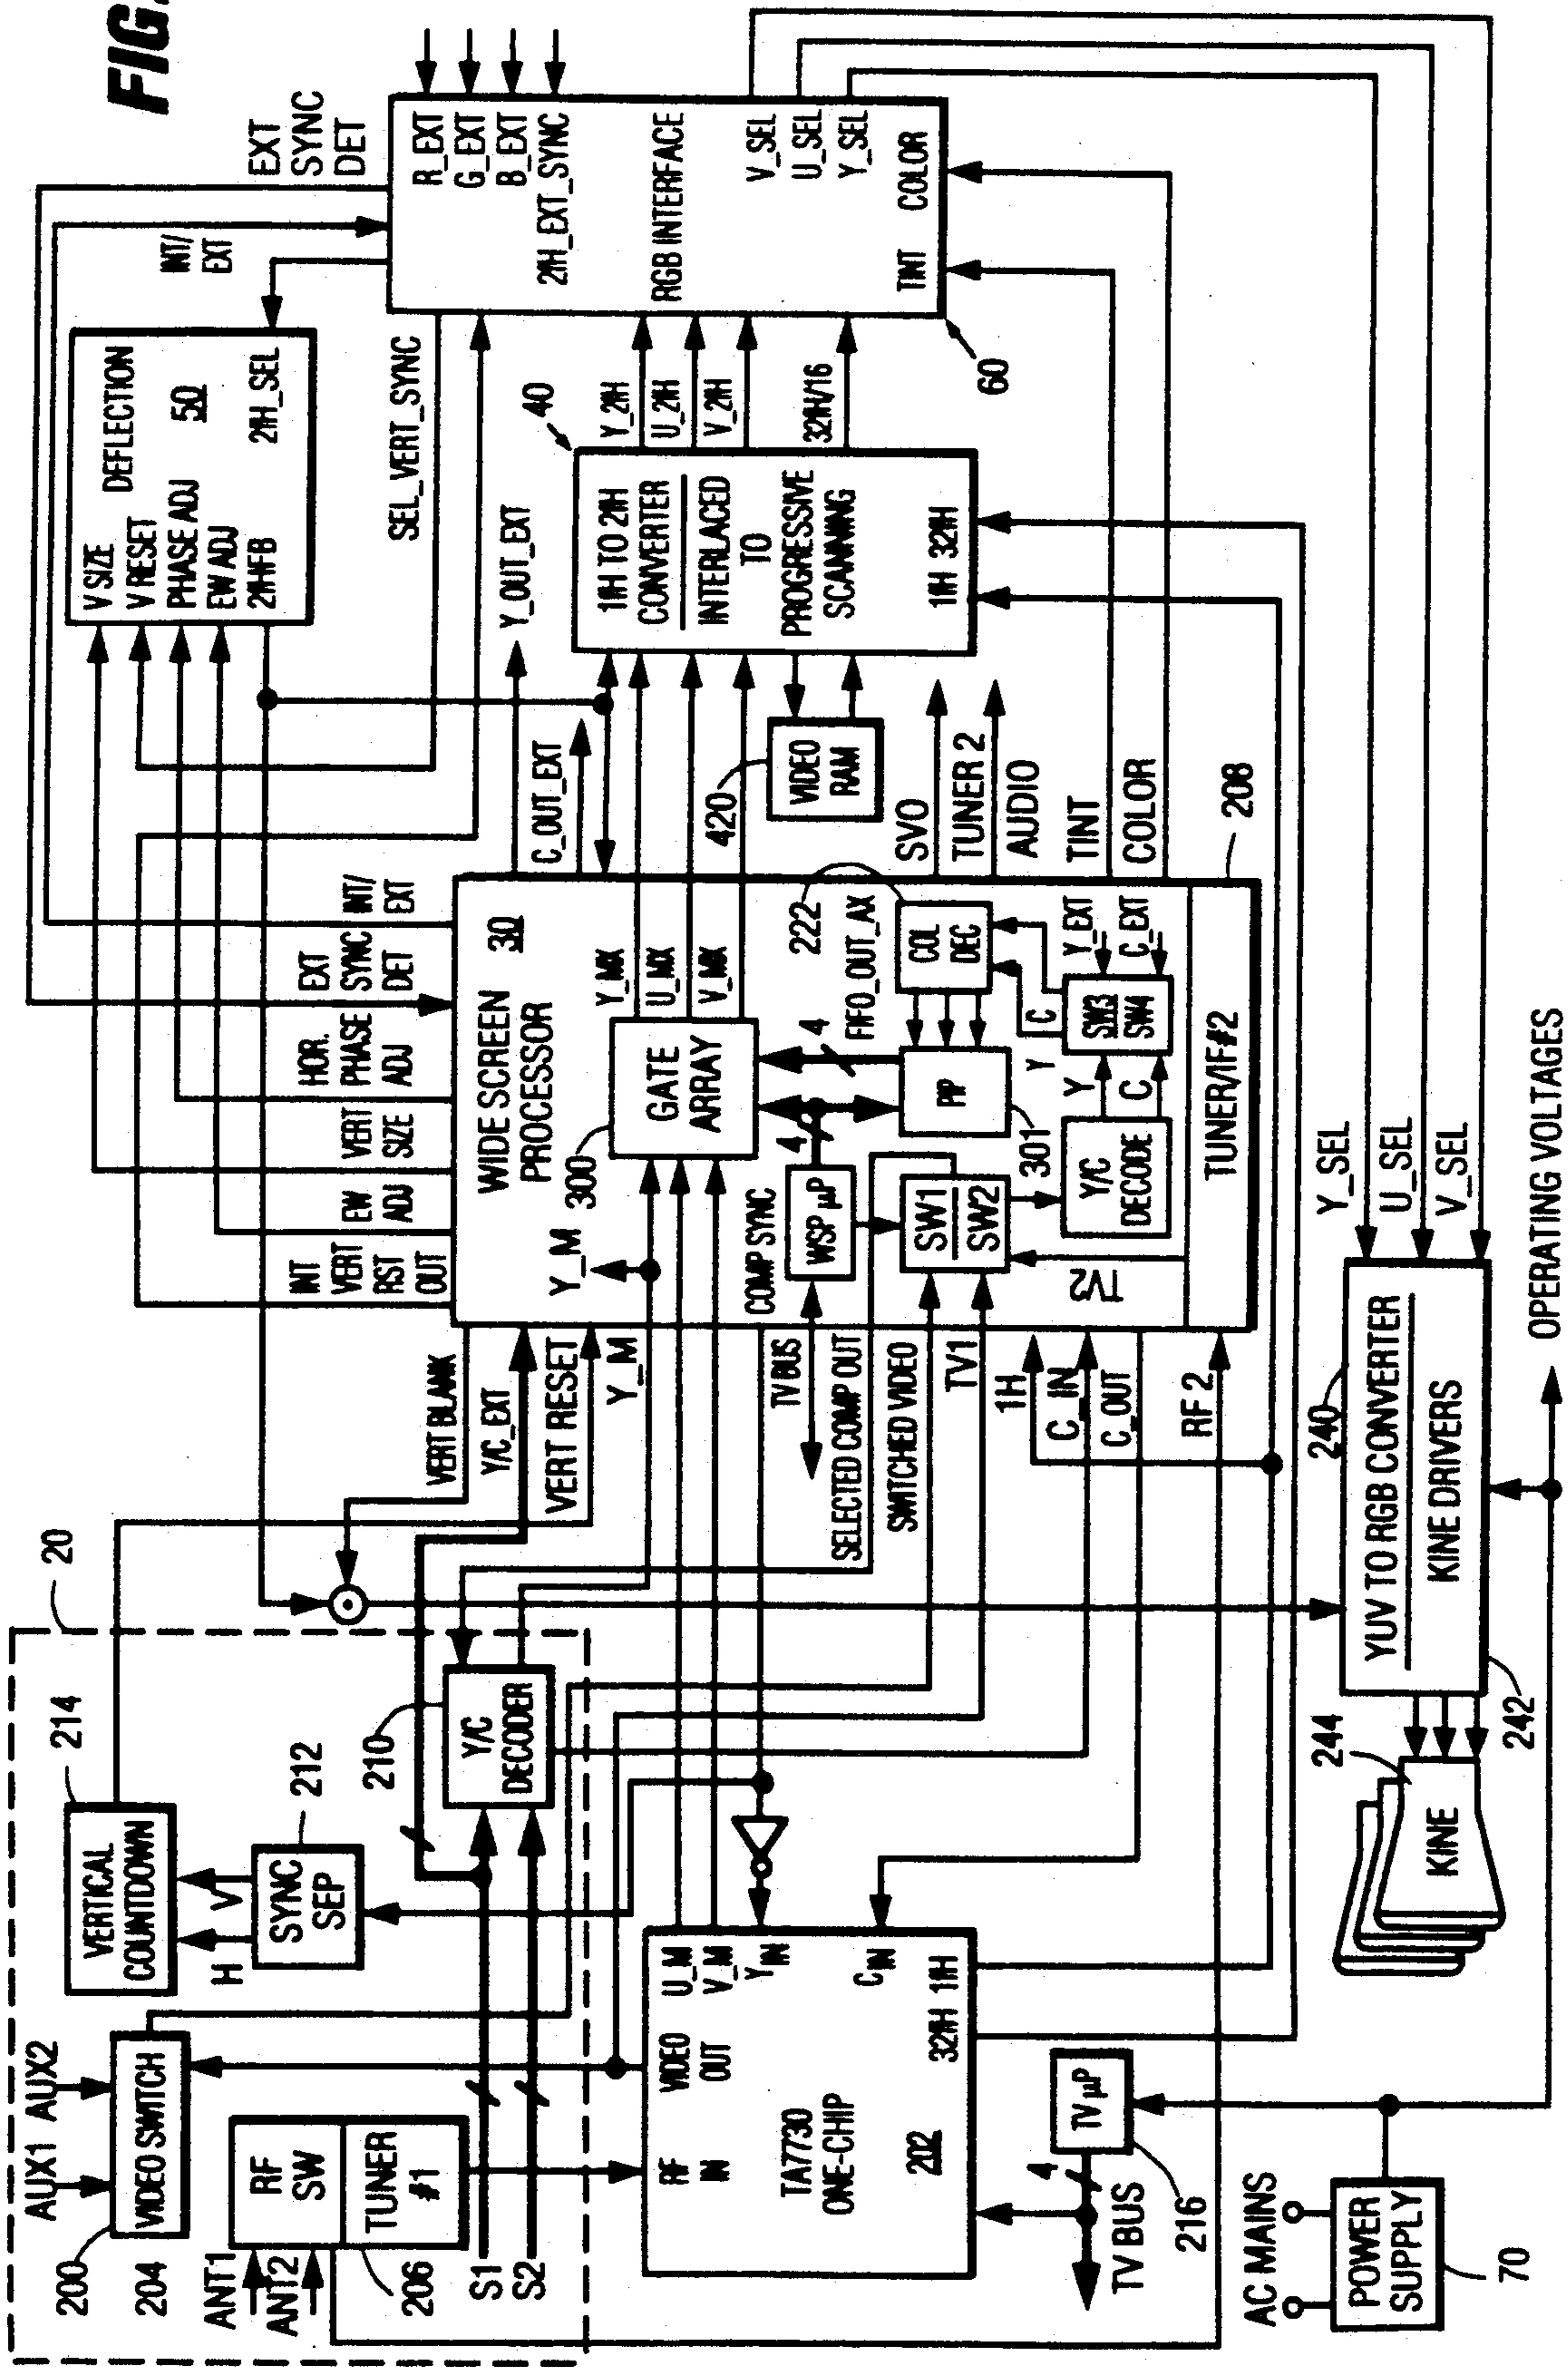 FIG.
20
AUX1
AUX2
200
VIDEO SWITCH
204
ANT1
ANT2
RF
SW
TUNER
#1
206
S1
S2
214
VERTICAL
COUNTDOWN
H
V
SYNC
SEP
212
210
Y/C
DECODER
RF
IN
VIDEO
OUT
U_M
V_M
Y IN
C IN
TA7730
ONE-CHIP
202
32fH
1fH
4
TV BUS
TV µP
216
AC MAINS
POWER
SUPPLY
70
VERT BLANK
Y/C_EXT
VERT RESET
Y_M
TV BUS
SELECTED COMP OUT
SWITCHED VIDEO
TV1
1H
C_IN
C_OUT
RF 2
INT
VERT
RST
OUT
EW
ADJ
VERT
SIZE
HOR.
PHASE
ADJ
EXT
SYNC
DET
INT/
EXT
WIDE SCREEN
PROCESSOR
30
Y_M
300
GATE
ARRAY
Y_MX
U_MX
V_MX
COMP SYNC
WSP µP
4
4
FIFO_OUT_AX
SW1
SW2
PIP
301
COL
DEC
222
TV2
Y/C
DECODE
Y
C
SW3
SW4
Y
C
Y_EXT
C_EXT
TUNER/IF#2
208
C_OUT_EXT
Y_OUT_EXT
420
VIDEO
RAM
SVO
TUNER 2
AUDIO
TINT
COLOR
V SIZE
V RESET
PHASE ADJ
EW ADJ
2fHFB
DEFLECTION
50
2fH_SEL
SEL_VERT_SYNC
40
1fH TO 2fH
CONVERTER
INTERLACED
TO
PROGRESSIVE
SCANNING
1fH
32fH
Y_2fH
U_2fH
V_2fH
32fH/16
INT/
EXT
EXT
SYNC
DET
R_EXT
G_EXT
B_EXT
2fH_EXT_SYNC
RGB INTERFACE
V_SEL
U_SEL
Y_SEL
TINT
COLOR
60
Y_SEL
U_SEL
V_SEL
240
YUV TO RGB CONVERTER
KINE DRIVERS
242
244
KINE
OPERATING VOLTAGES